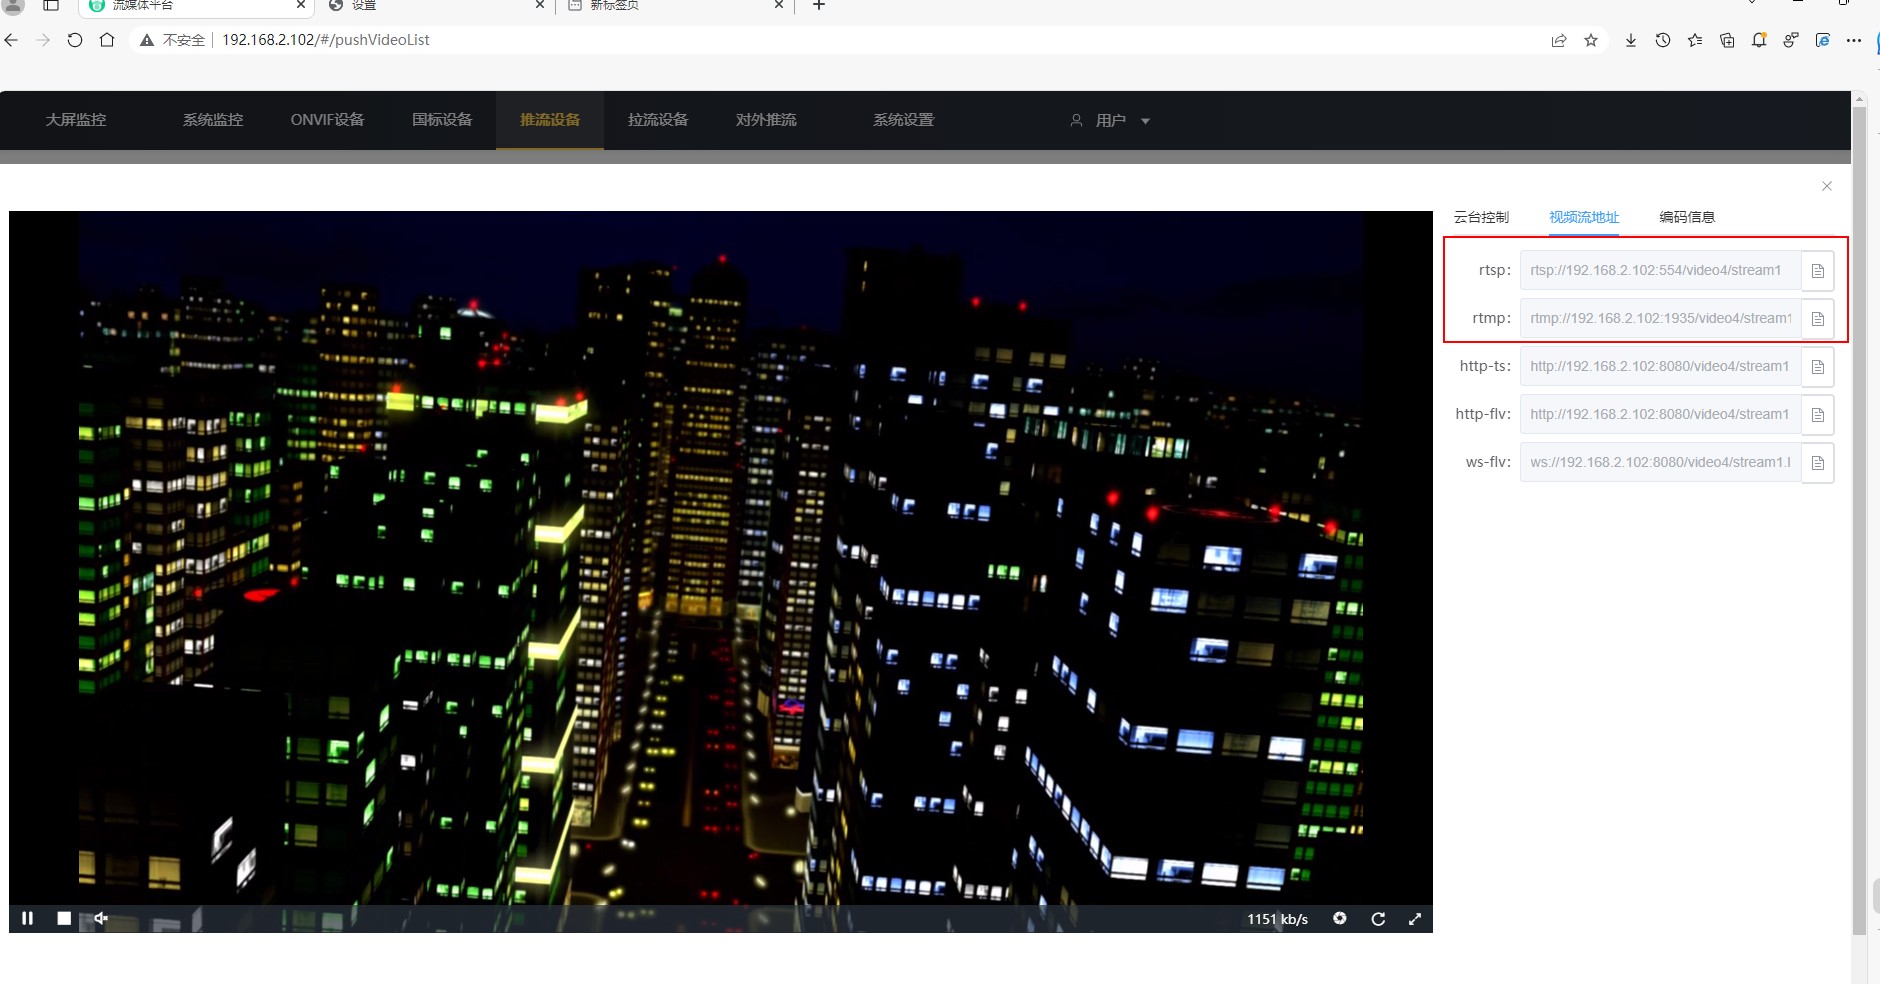 流媒体平台
设置
新标签页
不安全 192.168.2.102/#/pushVideoList
大屏监控 系统监控 ONVIF设备 国标设备 推流设备 拉流设备 对外推流 系统设置 用户
云台控制 视频流地址 编码信息
rtsp: rtsp://192.168.2.102:554/video4/stream1
rtmp: rtmp://192.168.2.102:1935/video4/stream1
http-ts: http://192.168.2.102:8080/video4/stream1
http-flv: http://192.168.2.102:8080/video4/stream1
ws-flv: ws://192.168.2.102:8080/video4/stream1.l
1151 kb/s